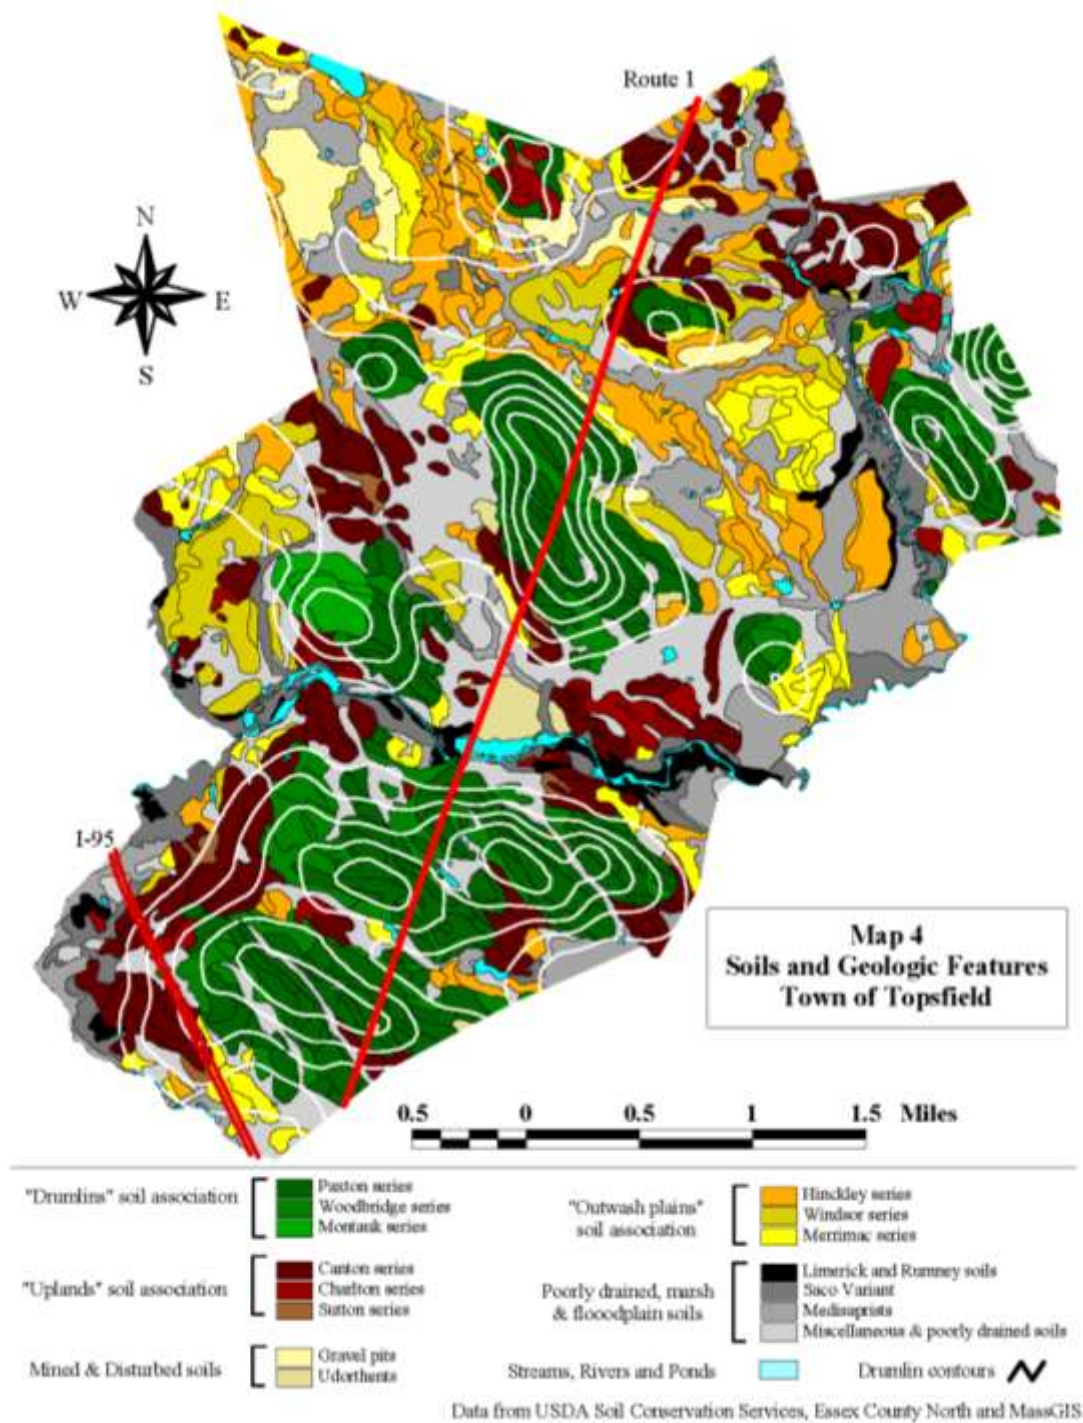 Route 1
N
W E
S
I-95
Map 4
Soils and Geologic Features
Town of Topsfield
0.5 0 0.5 1 1.5 Miles
"Drumlins" soil association
Paxton series
Woodbridge series
Montauk series
"Uplands" soil association
Canton series
Charlton series
Sutton series
Mined & Disturbed soils
Gravel pits
Udorthents
"Outwash plains"
soil association
Hinckley series
Windsor series
Merrimac series
Poorly drained, marsh
& flooodplain soils
Limerick and Rumney soils
Saco Variant
Medisaprists
Miscellaneous & poorly drained soils
Streams, Rivers and Ponds
Drumlin contours
Data from USDA Soil Conservation Services, Essex County North and MassGIS